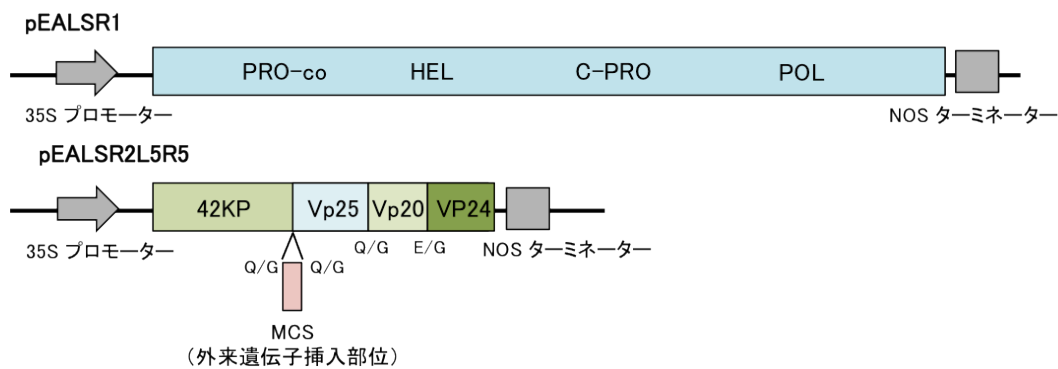 pEALSR1
PRO-co HEL C-PRO POL
35S プロモーター NOS ターミネーター
pEALSR2L5R5
42KP Vp25 Vp20 VP24
Q/G E/G
35S プロモーター NOS ターミネーター
Q/G Q/G
MCS
(外来遺伝子挿入部位)